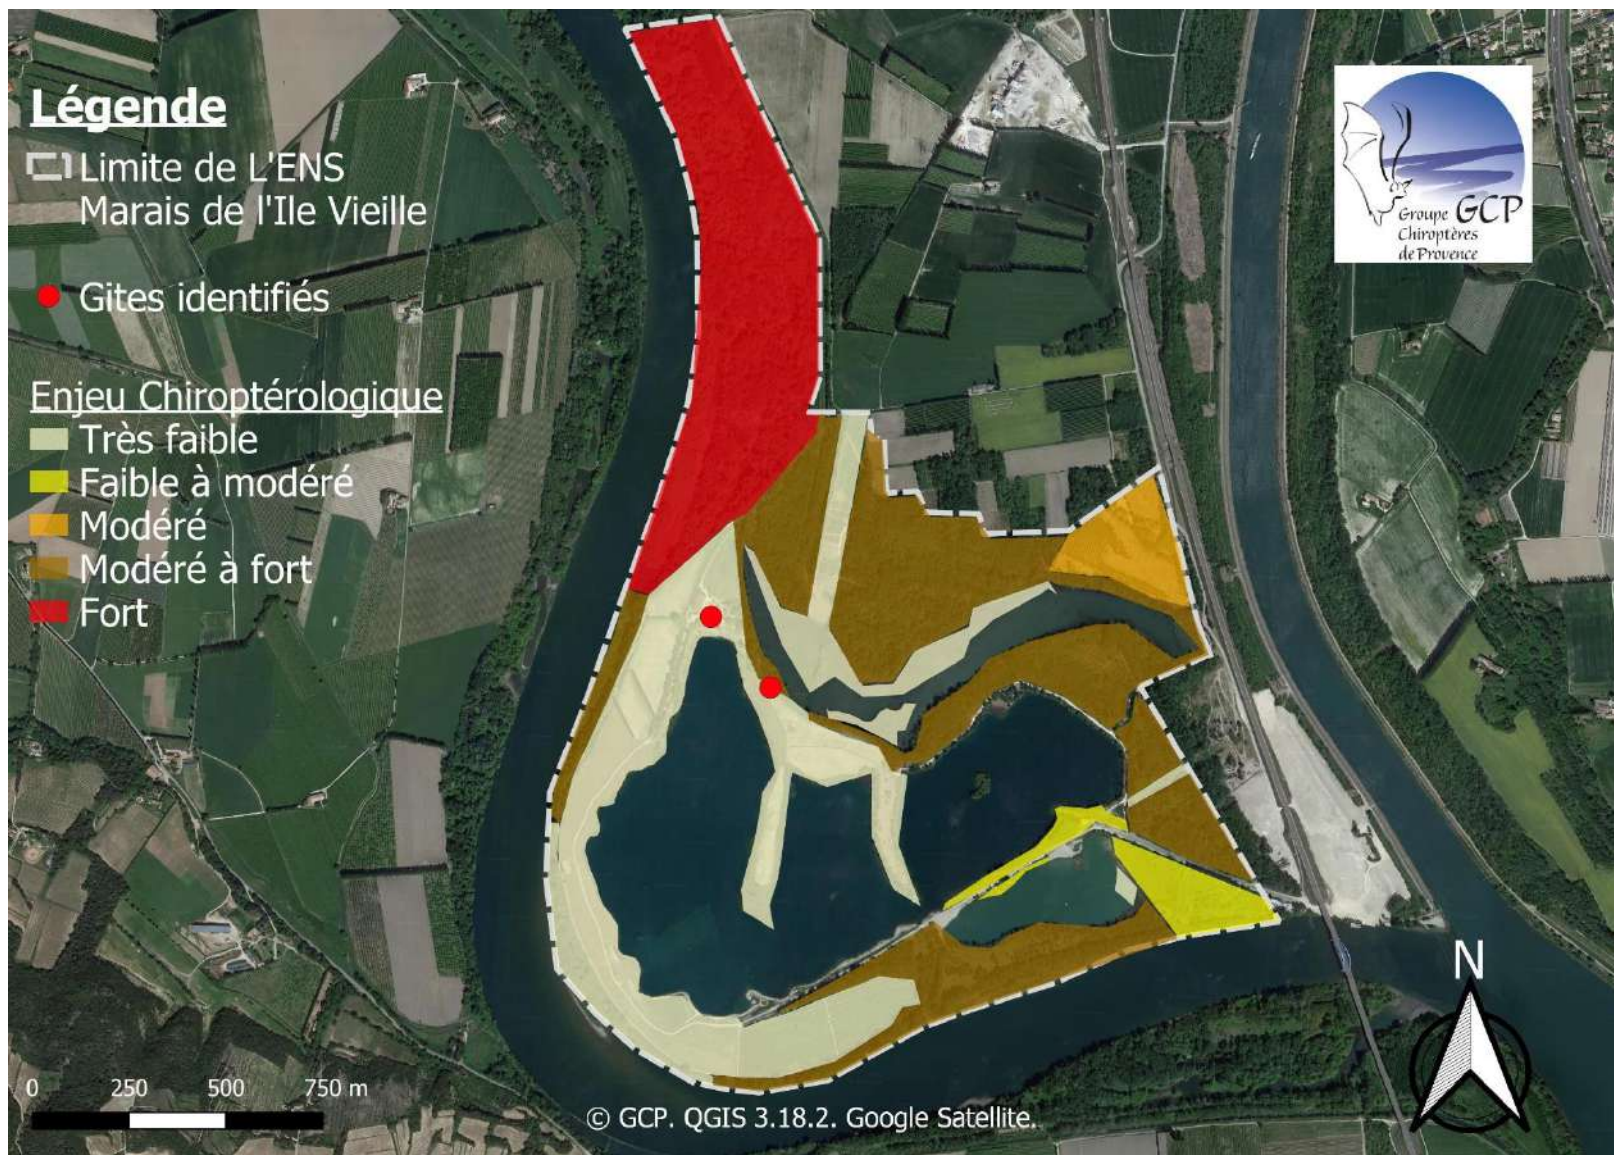 Légende
Limite de L'ENS
Marais de l'Ile Vieille
Gites identifiés
Enjeu Chiroptérologique
Très faible
Faible à modéré
Modéré
Modéré à fort
Fort
Groupe GCP
Chiroptères
de Provence
N
0 250 500 750 m
© GCP. QGIS 3.18.2. Google Satellite.